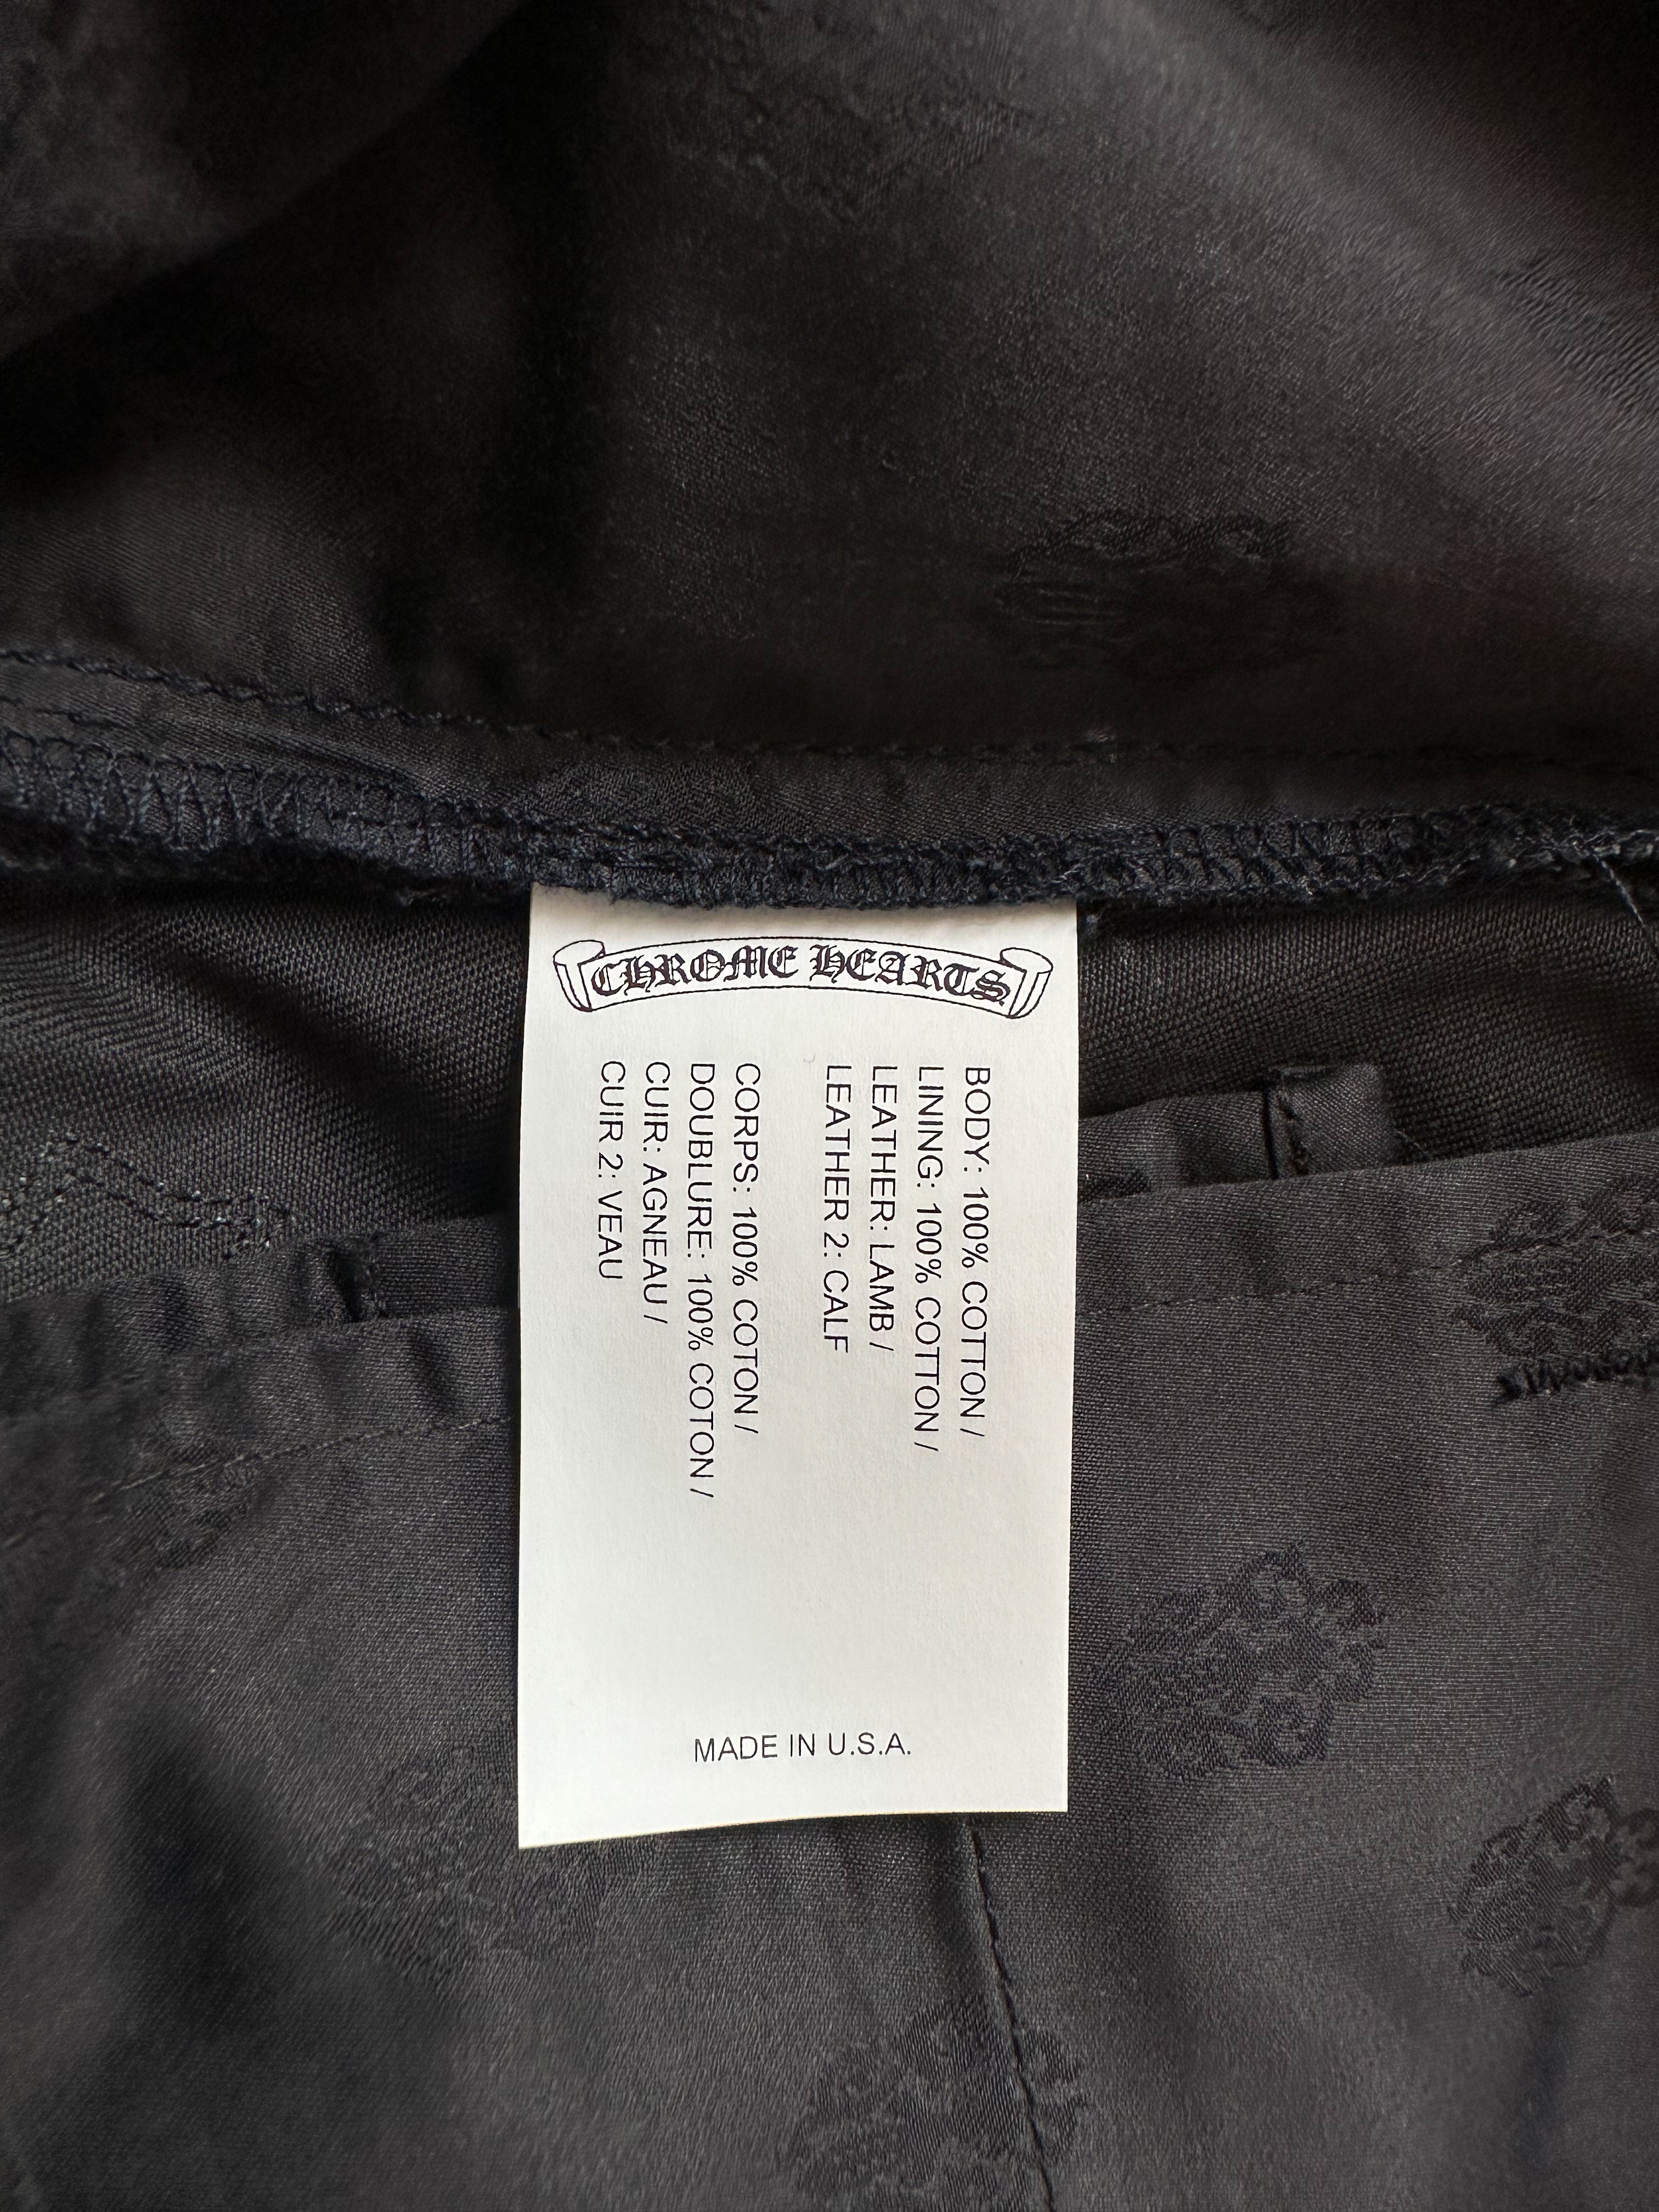 CHROME HEARTS
BODY: 100% COTTON /
LINING: 100% COTTON /
LEATHER: LAMB /
LEATHER 2: CALF
CORPS: 100% COTON /
DOUBLURE: 100% COTON /
CUIR: AGNEAU /
CUIR 2: VEAU
MADE IN U.S.A.